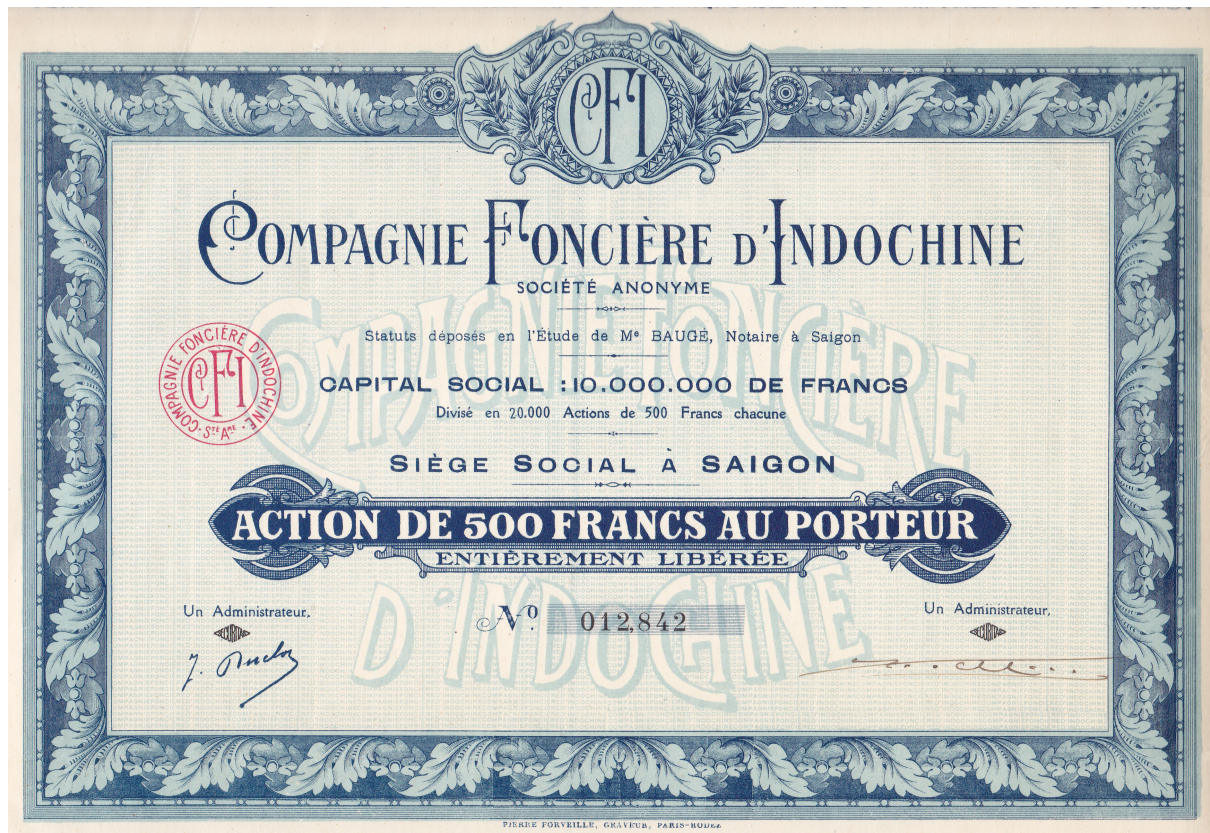 CFI
COMPAGNIE FONCIÈRE D'INDOCHINE
SOCIÉTÉ ANONYME
Statuts déposés en l'Étude de Me BAUGÉ, Notaire à Saigon
COMPAGNIE FONCIÈRE D'INDOCHINE
CFI
STÉ AME
CAPITAL SOCIAL : 10.000.000 DE FRANCS
Divisé en 20.000 Actions de 500 Francs chacune
COMPAGNIE FONCIÈRE
SIÈGE SOCIAL À SAIGON
ACTION DE 500 FRANCS AU PORTEUR
ENTIÈREMENT LIBÉRÉE
D'INDOCHINE
Un Administrateur,
No. 012,842
Un Administrateur,
PIERRE FORVEILLE, GRAVEUR, PARIS-RODEZ